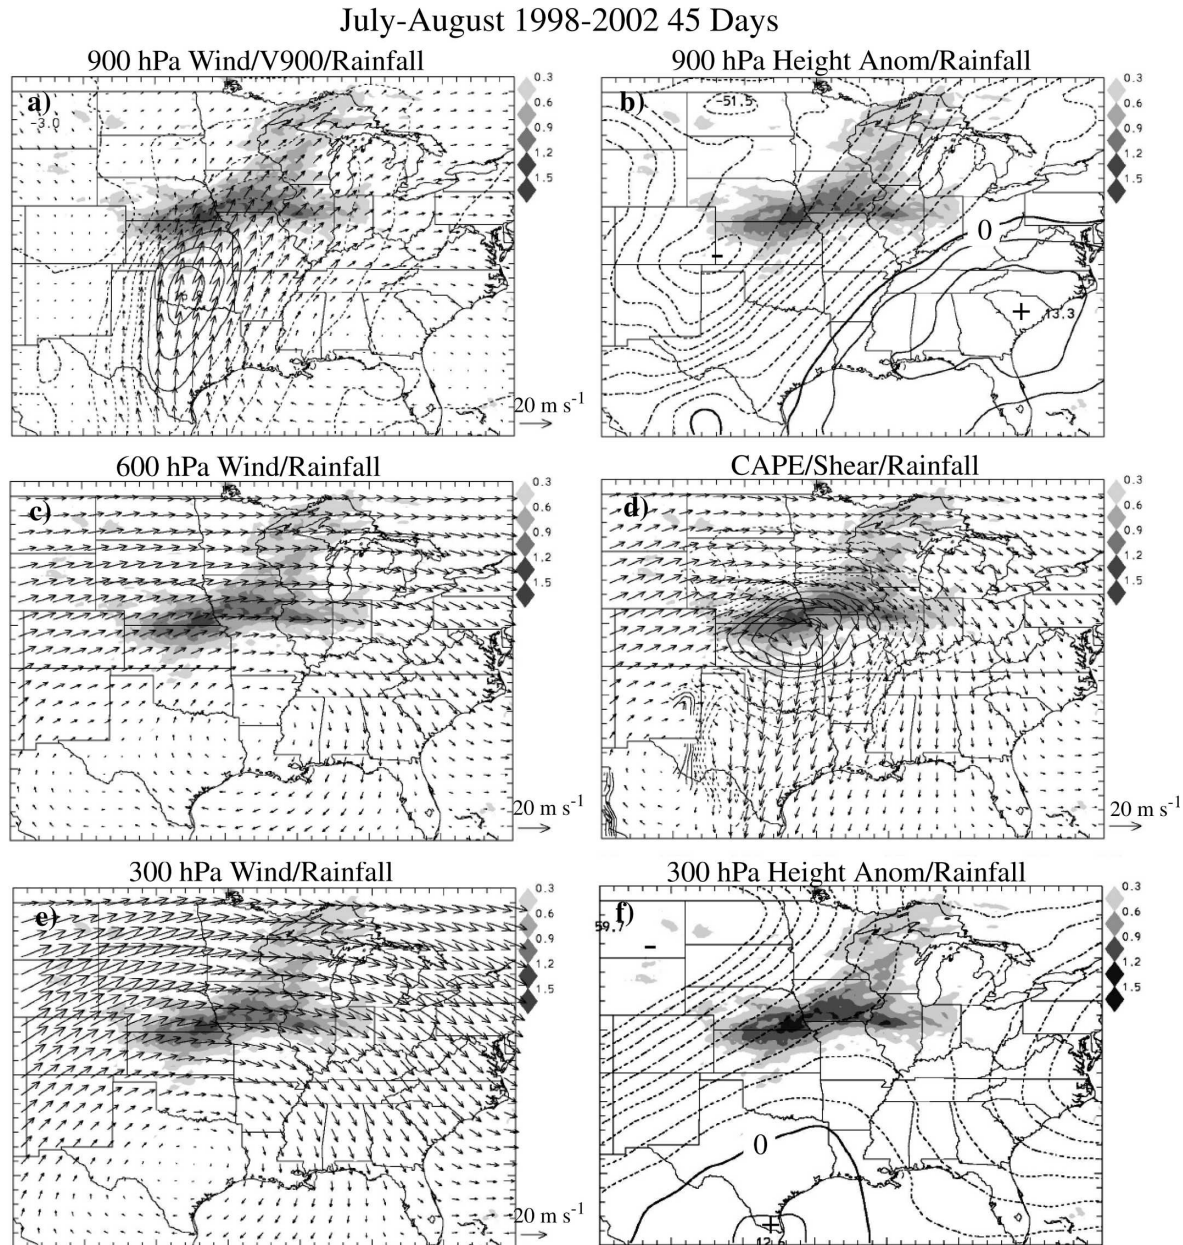 July-August 1998-2002 45 Days
900 hPa Wind/V900/Rainfall
a)
-3.0
0.3
0.6
0.9
1.2
1.5
20 m s-1
900 hPa Height Anom/Rainfall
b)
-51.5
0
-
+
13.3
0.3
0.6
0.9
1.2
1.5
600 hPa Wind/Rainfall
c)
0.3
0.6
0.9
1.2
1.5
20 m s-1
CAPE/Shear/Rainfall
d)
0.3
0.6
0.9
1.2
1.5
20 m s-1
300 hPa Wind/Rainfall
e)
0.3
0.6
0.9
1.2
1.5
20 m s-1
300 hPa Height Anom/Rainfall
f)
59.7
-
0
+
0.3
0.6
0.9
1.2
1.5